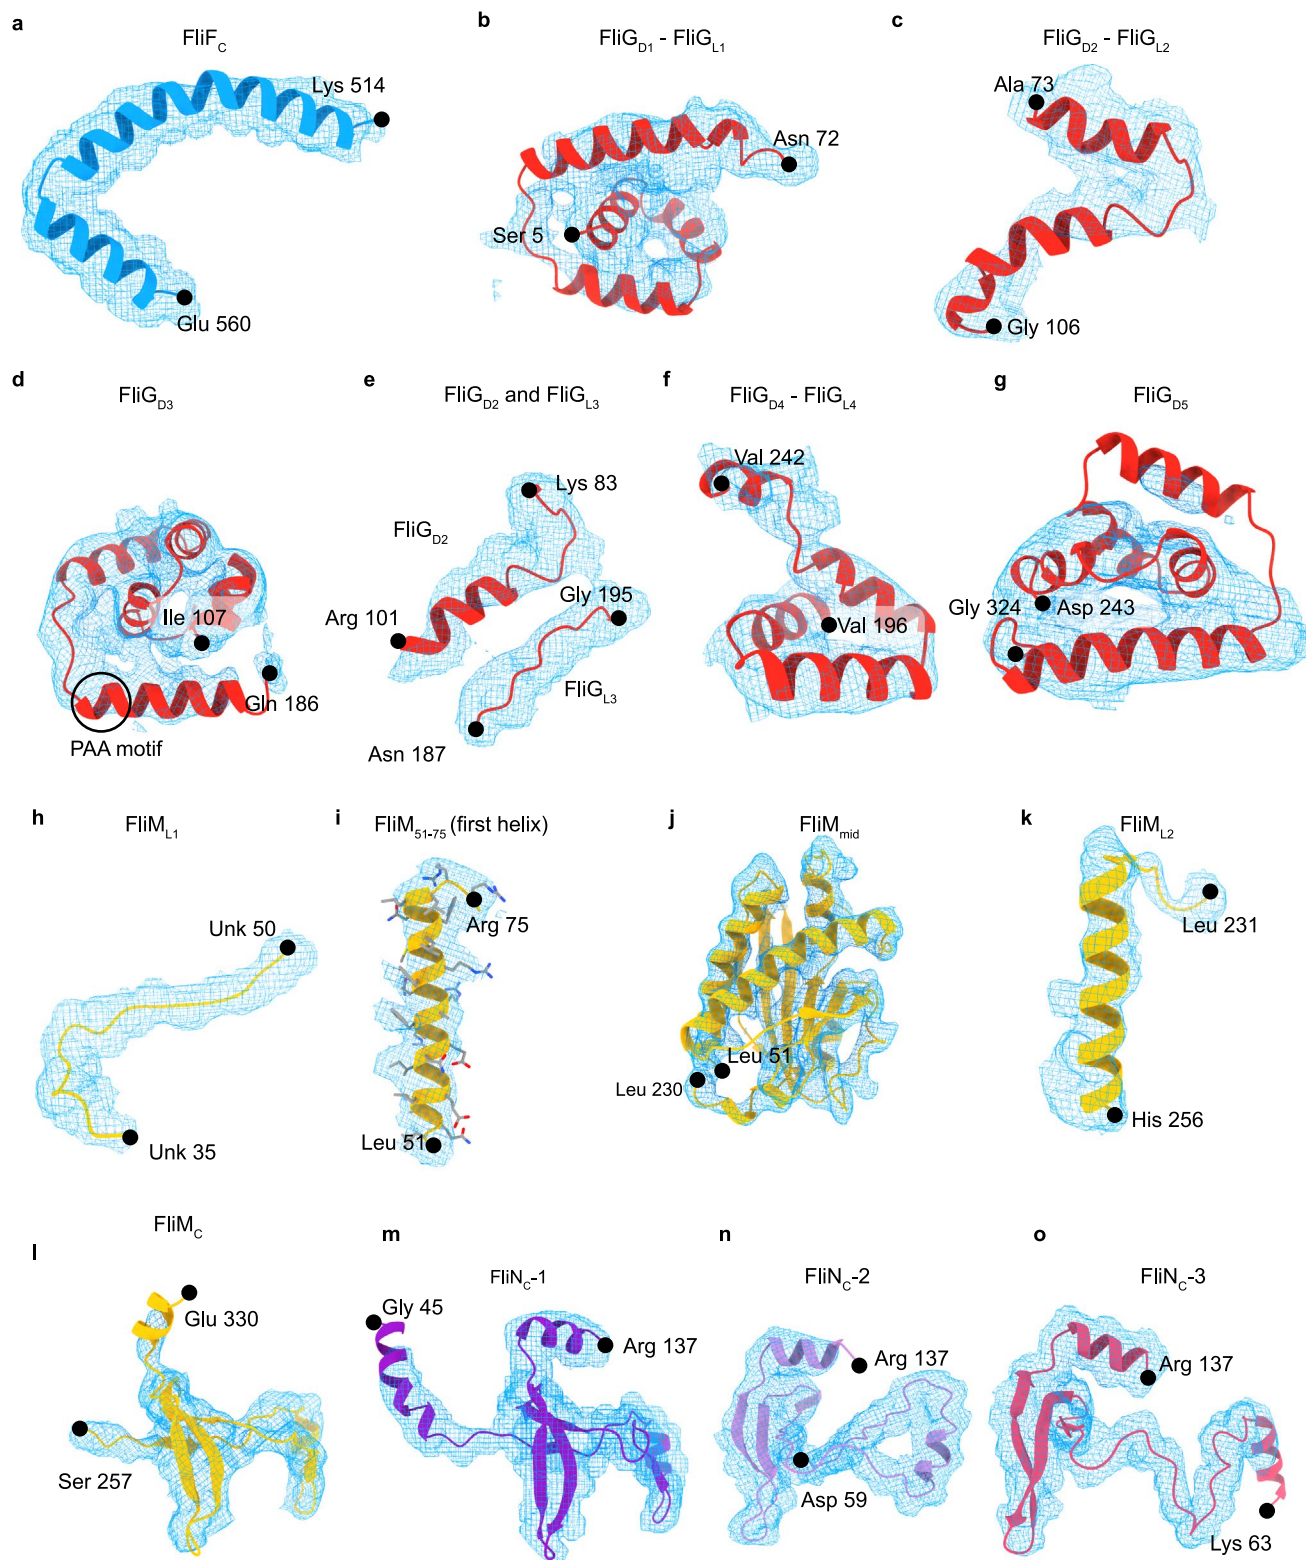 a
FliF_C
Lys 514
Glu 560
b
FliG_D1 - FliG_L1
Asn 72
Ser 5
c
FliG_D2 - FliG_L2
Ala 73
Gly 106
d
FliG_D3
Ile 107
Gln 186
PAA motif
e
FliG_D2 and FliG_L3
Lys 83
FliG_D2
Gly 195
Arg 101
FliG_L3
Asn 187
f
FliG_D4 - FliG_L4
Val 242
Val 196
g
FliG_D5
Gly 324
Asp 243
h
FliM_L1
Unk 50
Unk 35
i
FliM_51-75 (first helix)
Arg 75
Leu 51
j
FliM_mid
Leu 51
Leu 230
k
FliM_L2
Leu 231
His 256
l
FliM_C
Glu 330
Ser 257
m
FliN_C-1
Gly 45
Arg 137
n
FliN_C-2
Arg 137
Asp 59
o
FliN_C-3
Arg 137
Lys 63